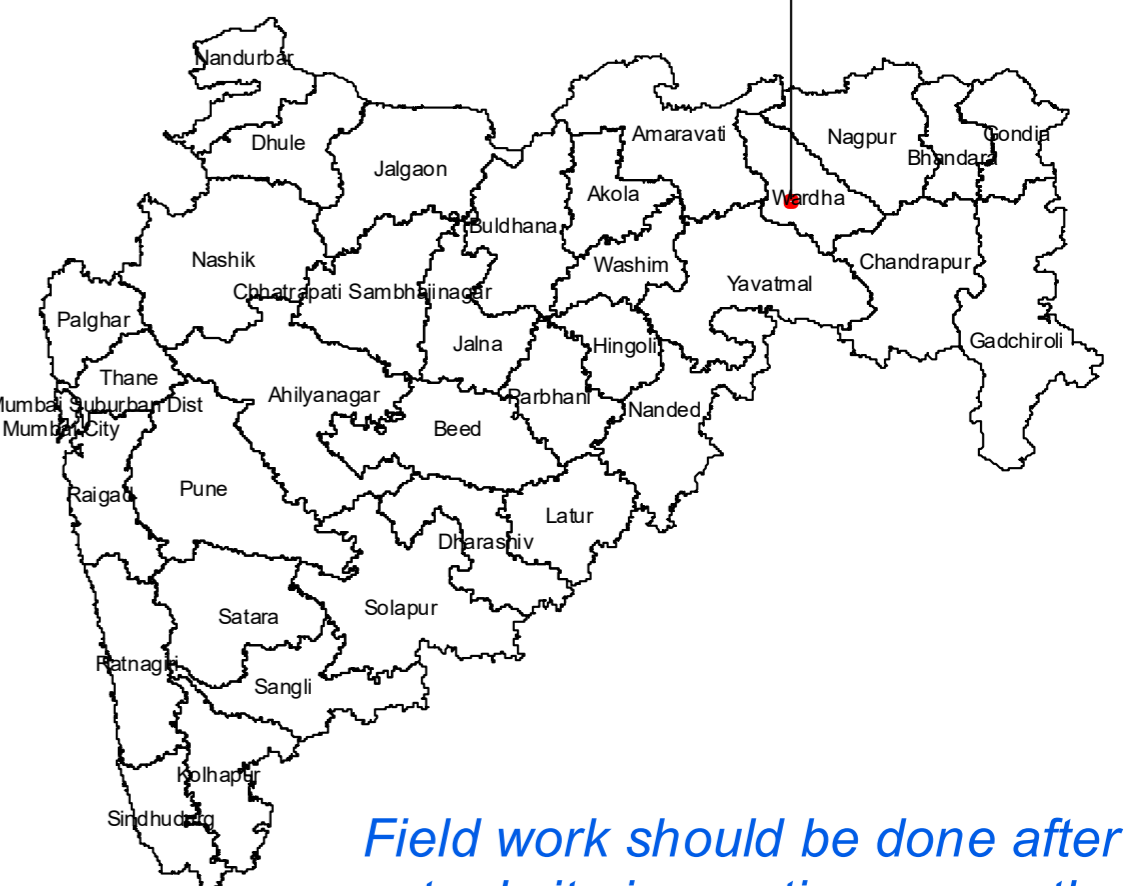 Nandurbar
Dhule
Jalgaon
Amaravati
Nagpur
Gondia
Bhandara
Akola
Wardha
Buldhana
Nashik
Washim
Chandrapur
Chhatrapati Sambhajinagar
Yavatmal
Palghar
Jalna
Hingoli
Gadchiroli
Thane
Ahilyanagar
Parbhani
Mumbai Suburban Dist
Nanded
Mumbai City
Beed
Raigad
Pune
Latur
Dharashiv
Satara
Solapur
Ratnagiri
Sangli
Kolhapur
Sindhudurg
Field work should be done after